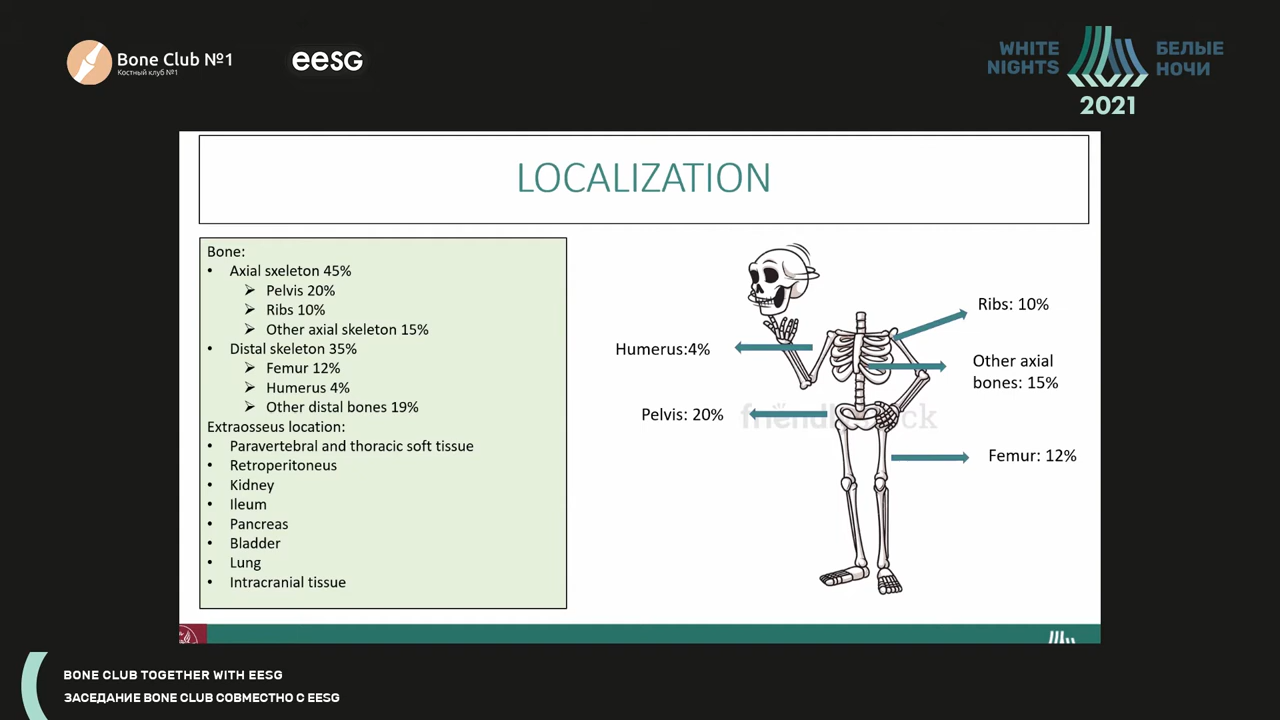 Bone Club №1
Костный клуб №1
eesg
WHITE
NIGHTS
БЕЛЫЕ
НОЧИ
2021
LOCALIZATION
Bone:
• Axial sxeleton 45%
Pelvis 20%
Ribs 10%
Other axial skeleton 15%
• Distal skeleton 35%
Femur 12%
Humerus 4%
Other distal bones 19%
Extraosseus location:
• Paravertebral and thoracic soft tissue
• Retroperitoneus
• Kidney
• Ileum
• Pancreas
• Bladder
• Lung
• Intracranial tissue
Ribs: 10%
Humerus:4%
Other axial
bones: 15%
Pelvis: 20%
Femur: 12%
BONE CLUB TOGETHER WITH EESG
ЗАСЕДАНИЕ BONE CLUB СОВМЕСТНО С EESG